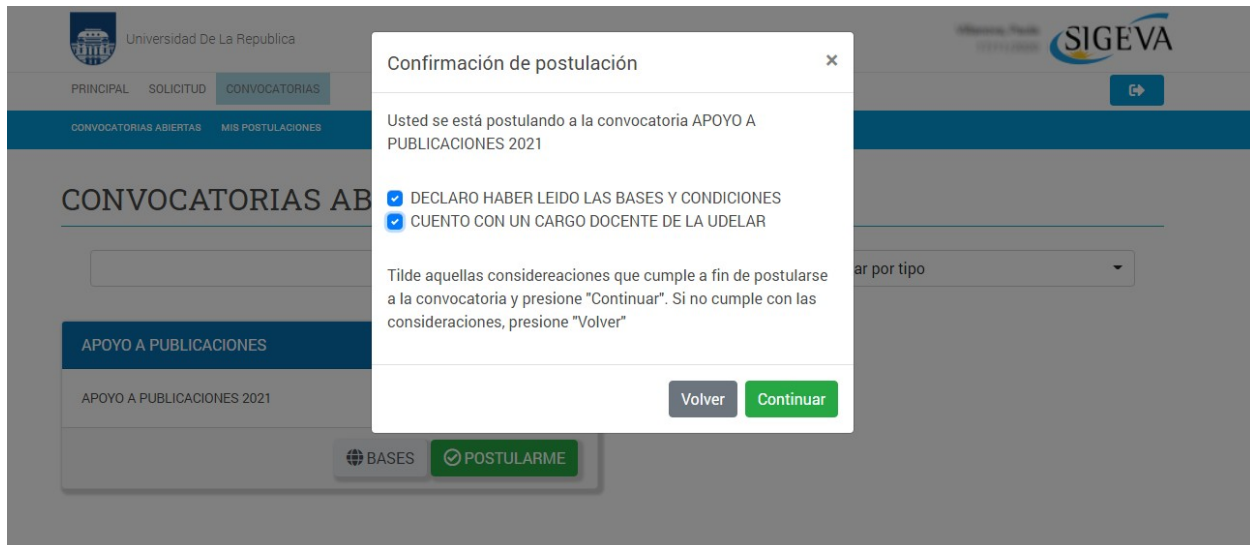 Universidad De La Republica
SIGEVA
PRINCIPAL SOLICITUD CONVOCATORIAS
CONVOCATORIAS ABIERTAS MIS POSTULACIONES
CONVOCATORIAS AB
ar por tipo
APOYO A PUBLICACIONES
APOYO A PUBLICACIONES 2021
BASES POSTULARME
Confirmación de postulación ×
Usted se está postulando a la convocatoria APOYO A
PUBLICACIONES 2021
DECLARO HABER LEIDO LAS BASES Y CONDICIONES
CUENTO CON UN CARGO DOCENTE DE LA UDELAR
Tilde aquellas considereaciones que cumple a fin de postularse
a la convocatoria y presione "Continuar". Si no cumple con las
consideraciones, presione "Volver"
Volver Continuar